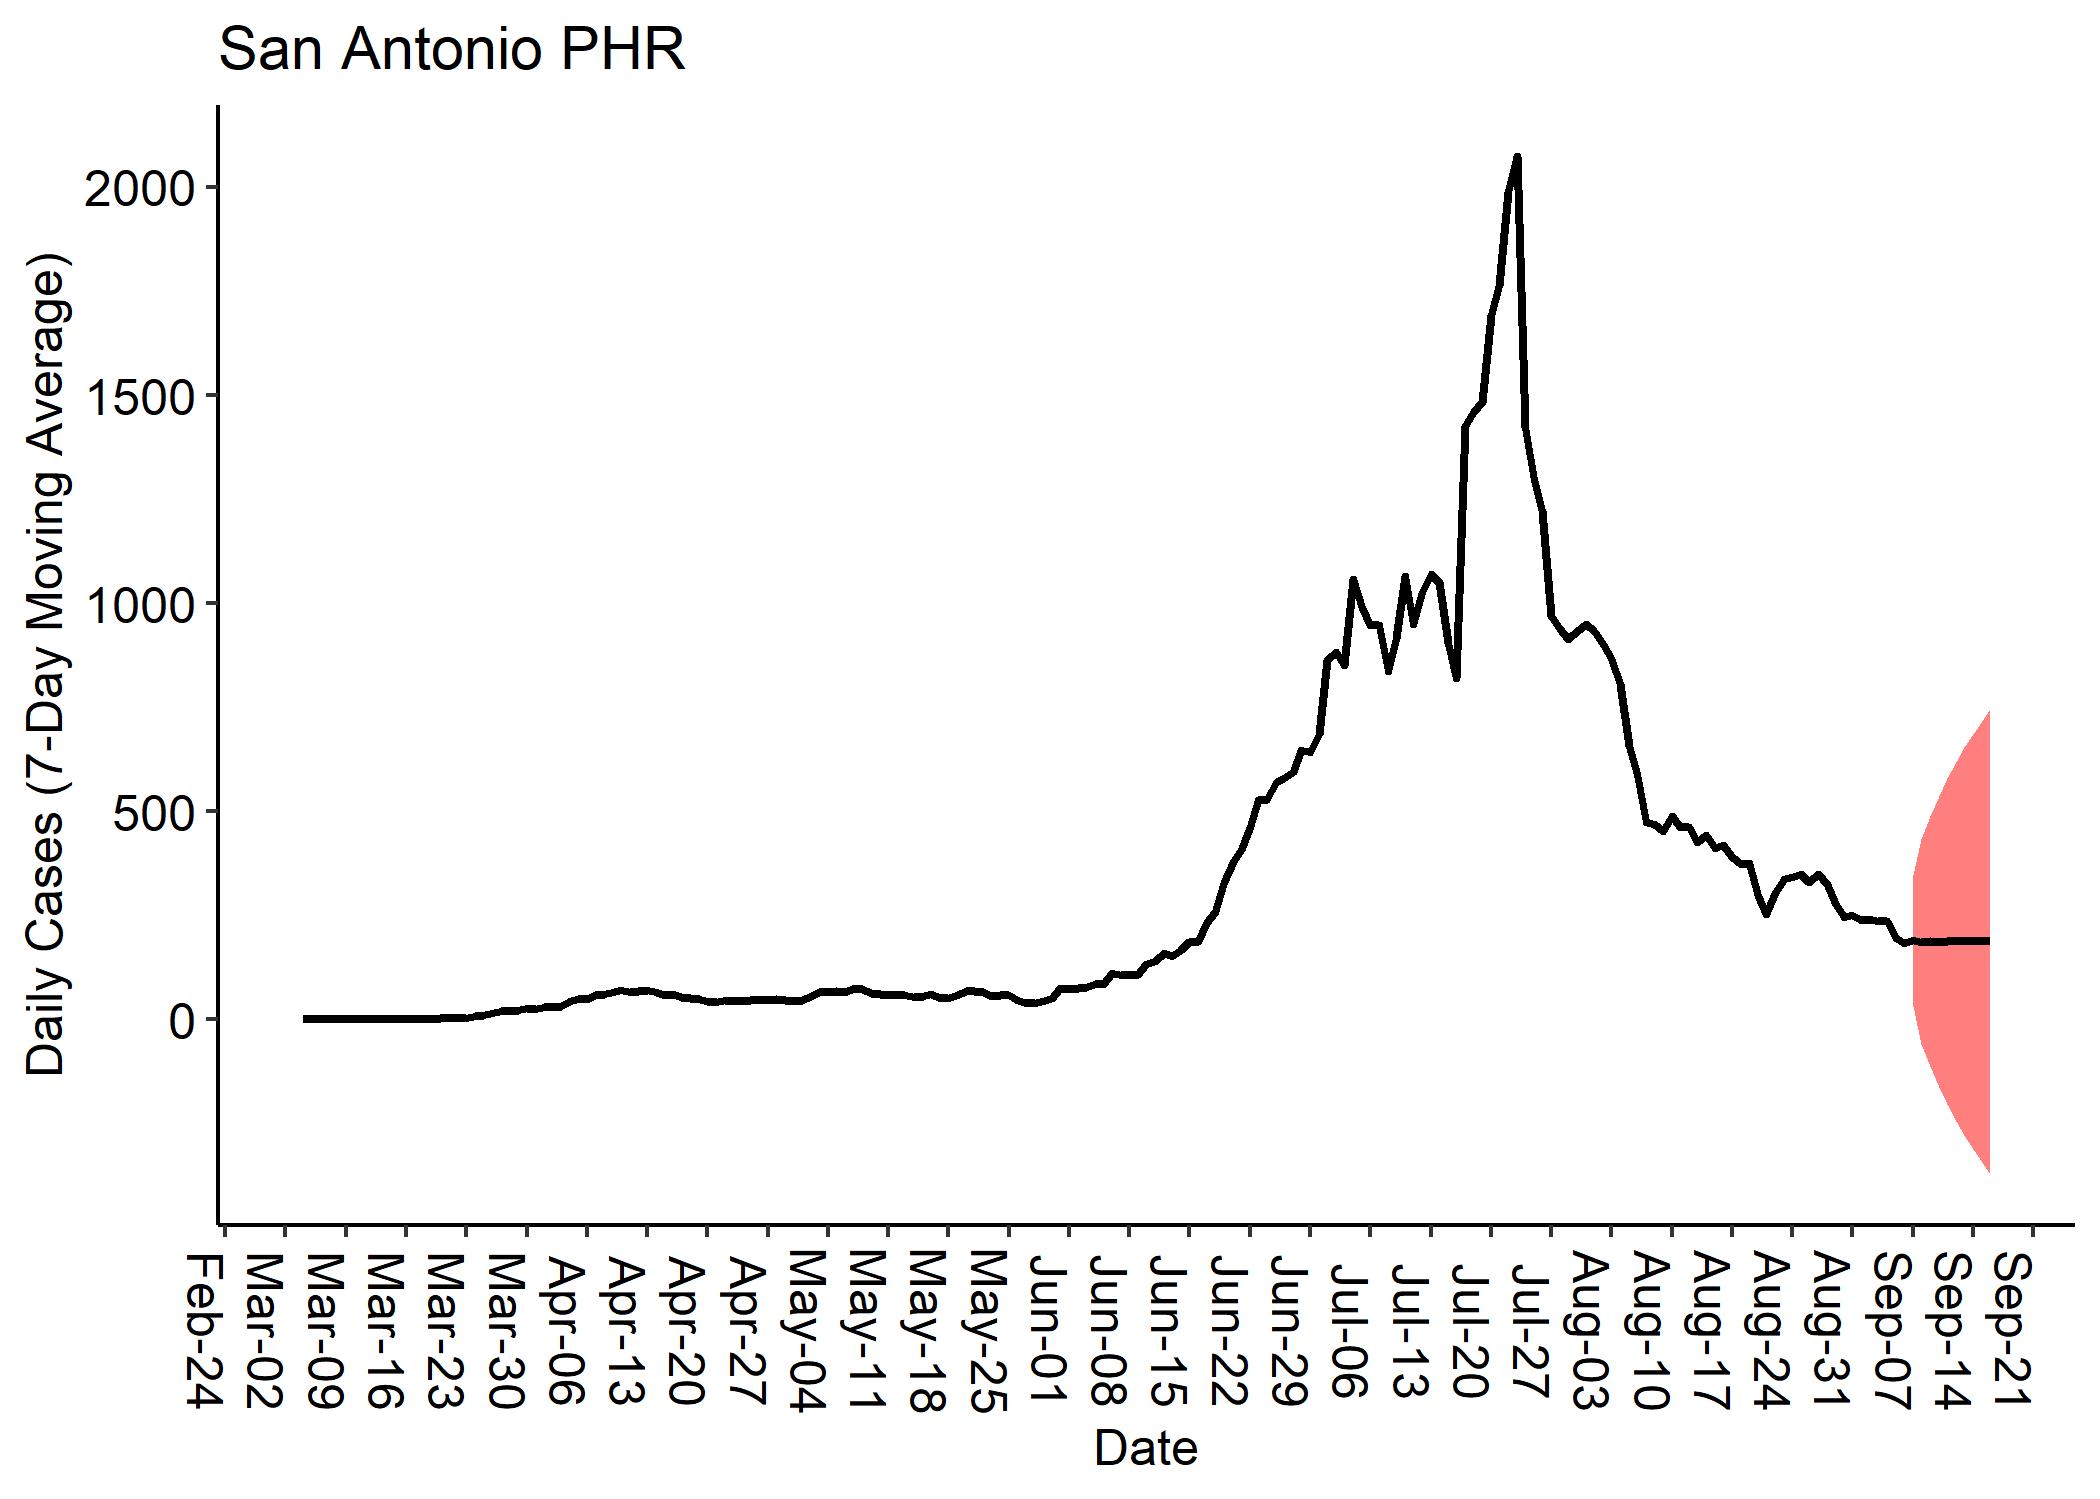 San Antonio PHR
Daily Cases (7-Day Moving Average)
2000
1500
1000
500
0
Feb-24
Mar-02
Mar-09
Mar-16
Mar-23
Mar-30
Apr-06
Apr-13
Apr-20
Apr-27
May-04
May-11
May-18
May-25
Jun-01
Jun-08
Jun-15
Jun-22
Jun-29
Jul-06
Jul-13
Jul-20
Jul-27
Aug-03
Aug-10
Aug-17
Aug-24
Aug-31
Sep-07
Sep-14
Sep-21
Date